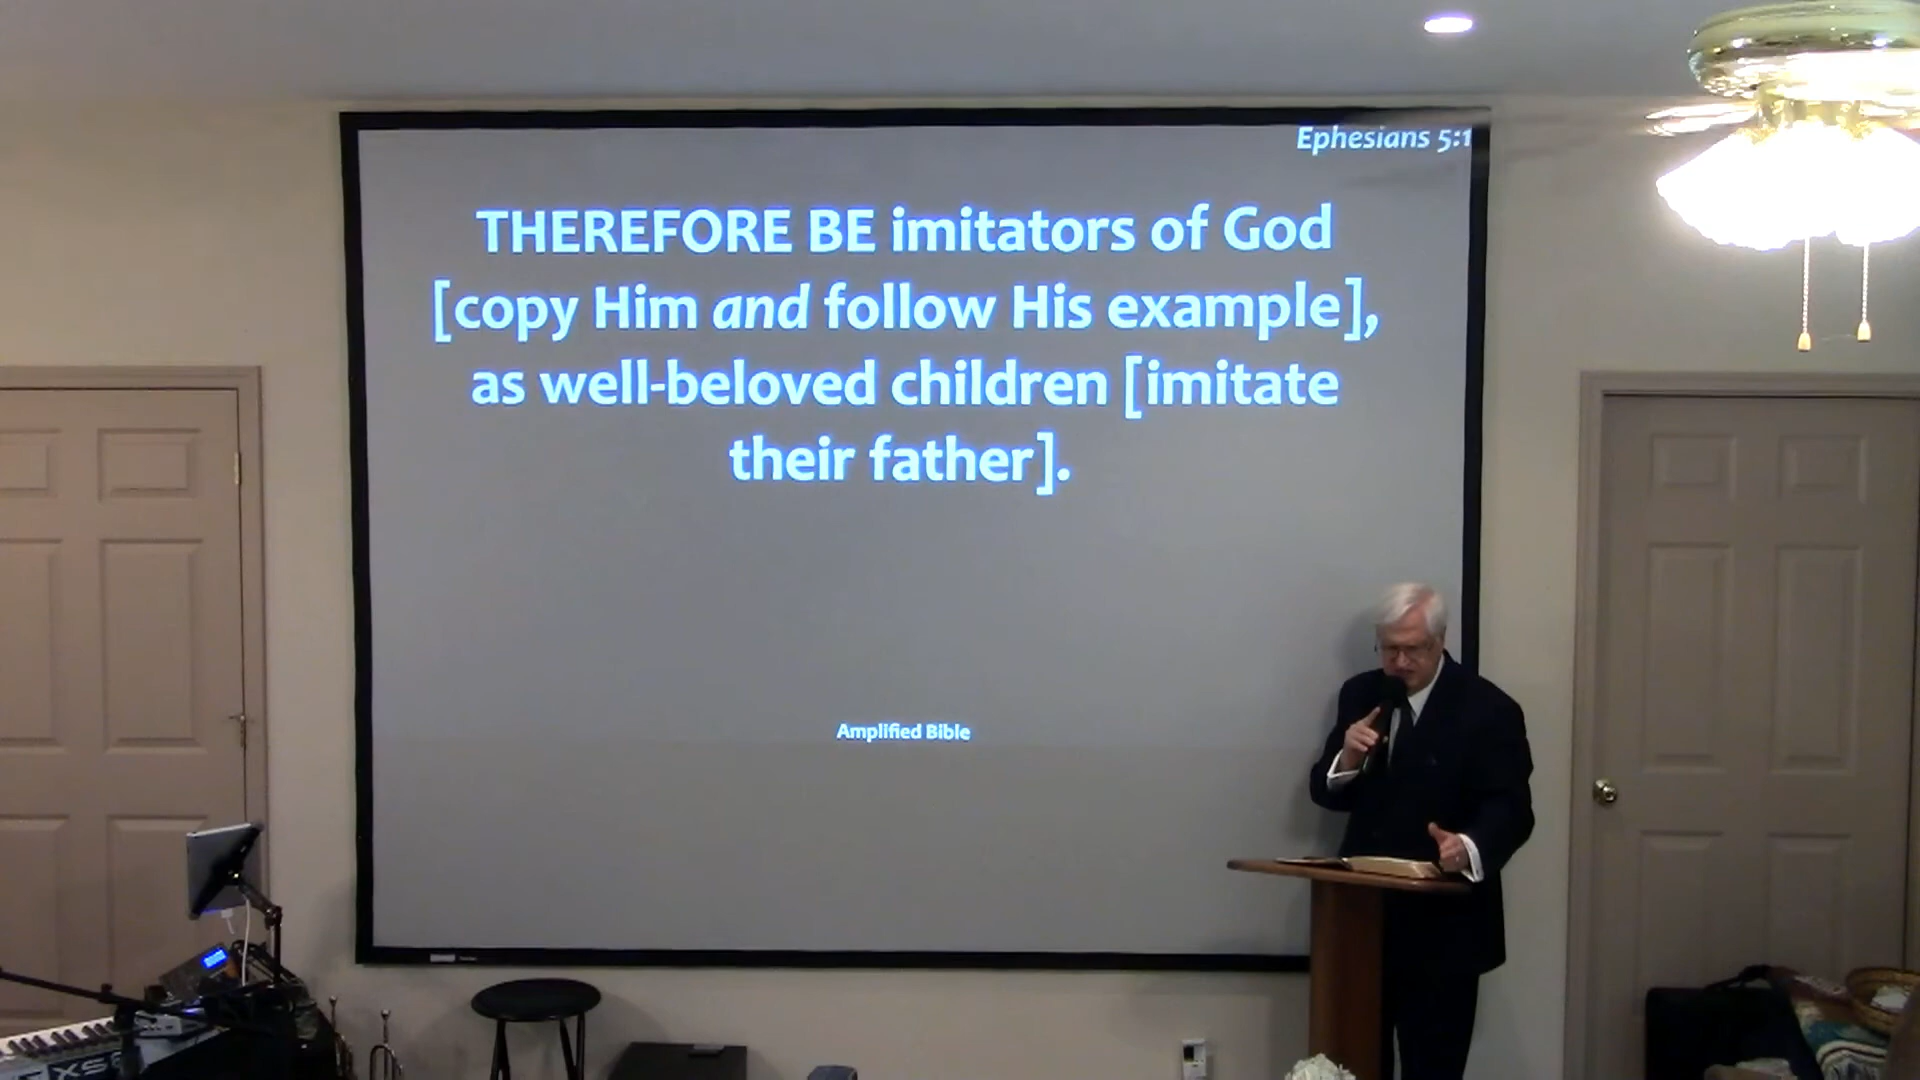 Ephesians 5:1
THEREFORE BE imitators of God
[copy Him and follow His example],
as well-beloved children [imitate
their father].
Amplified Bible